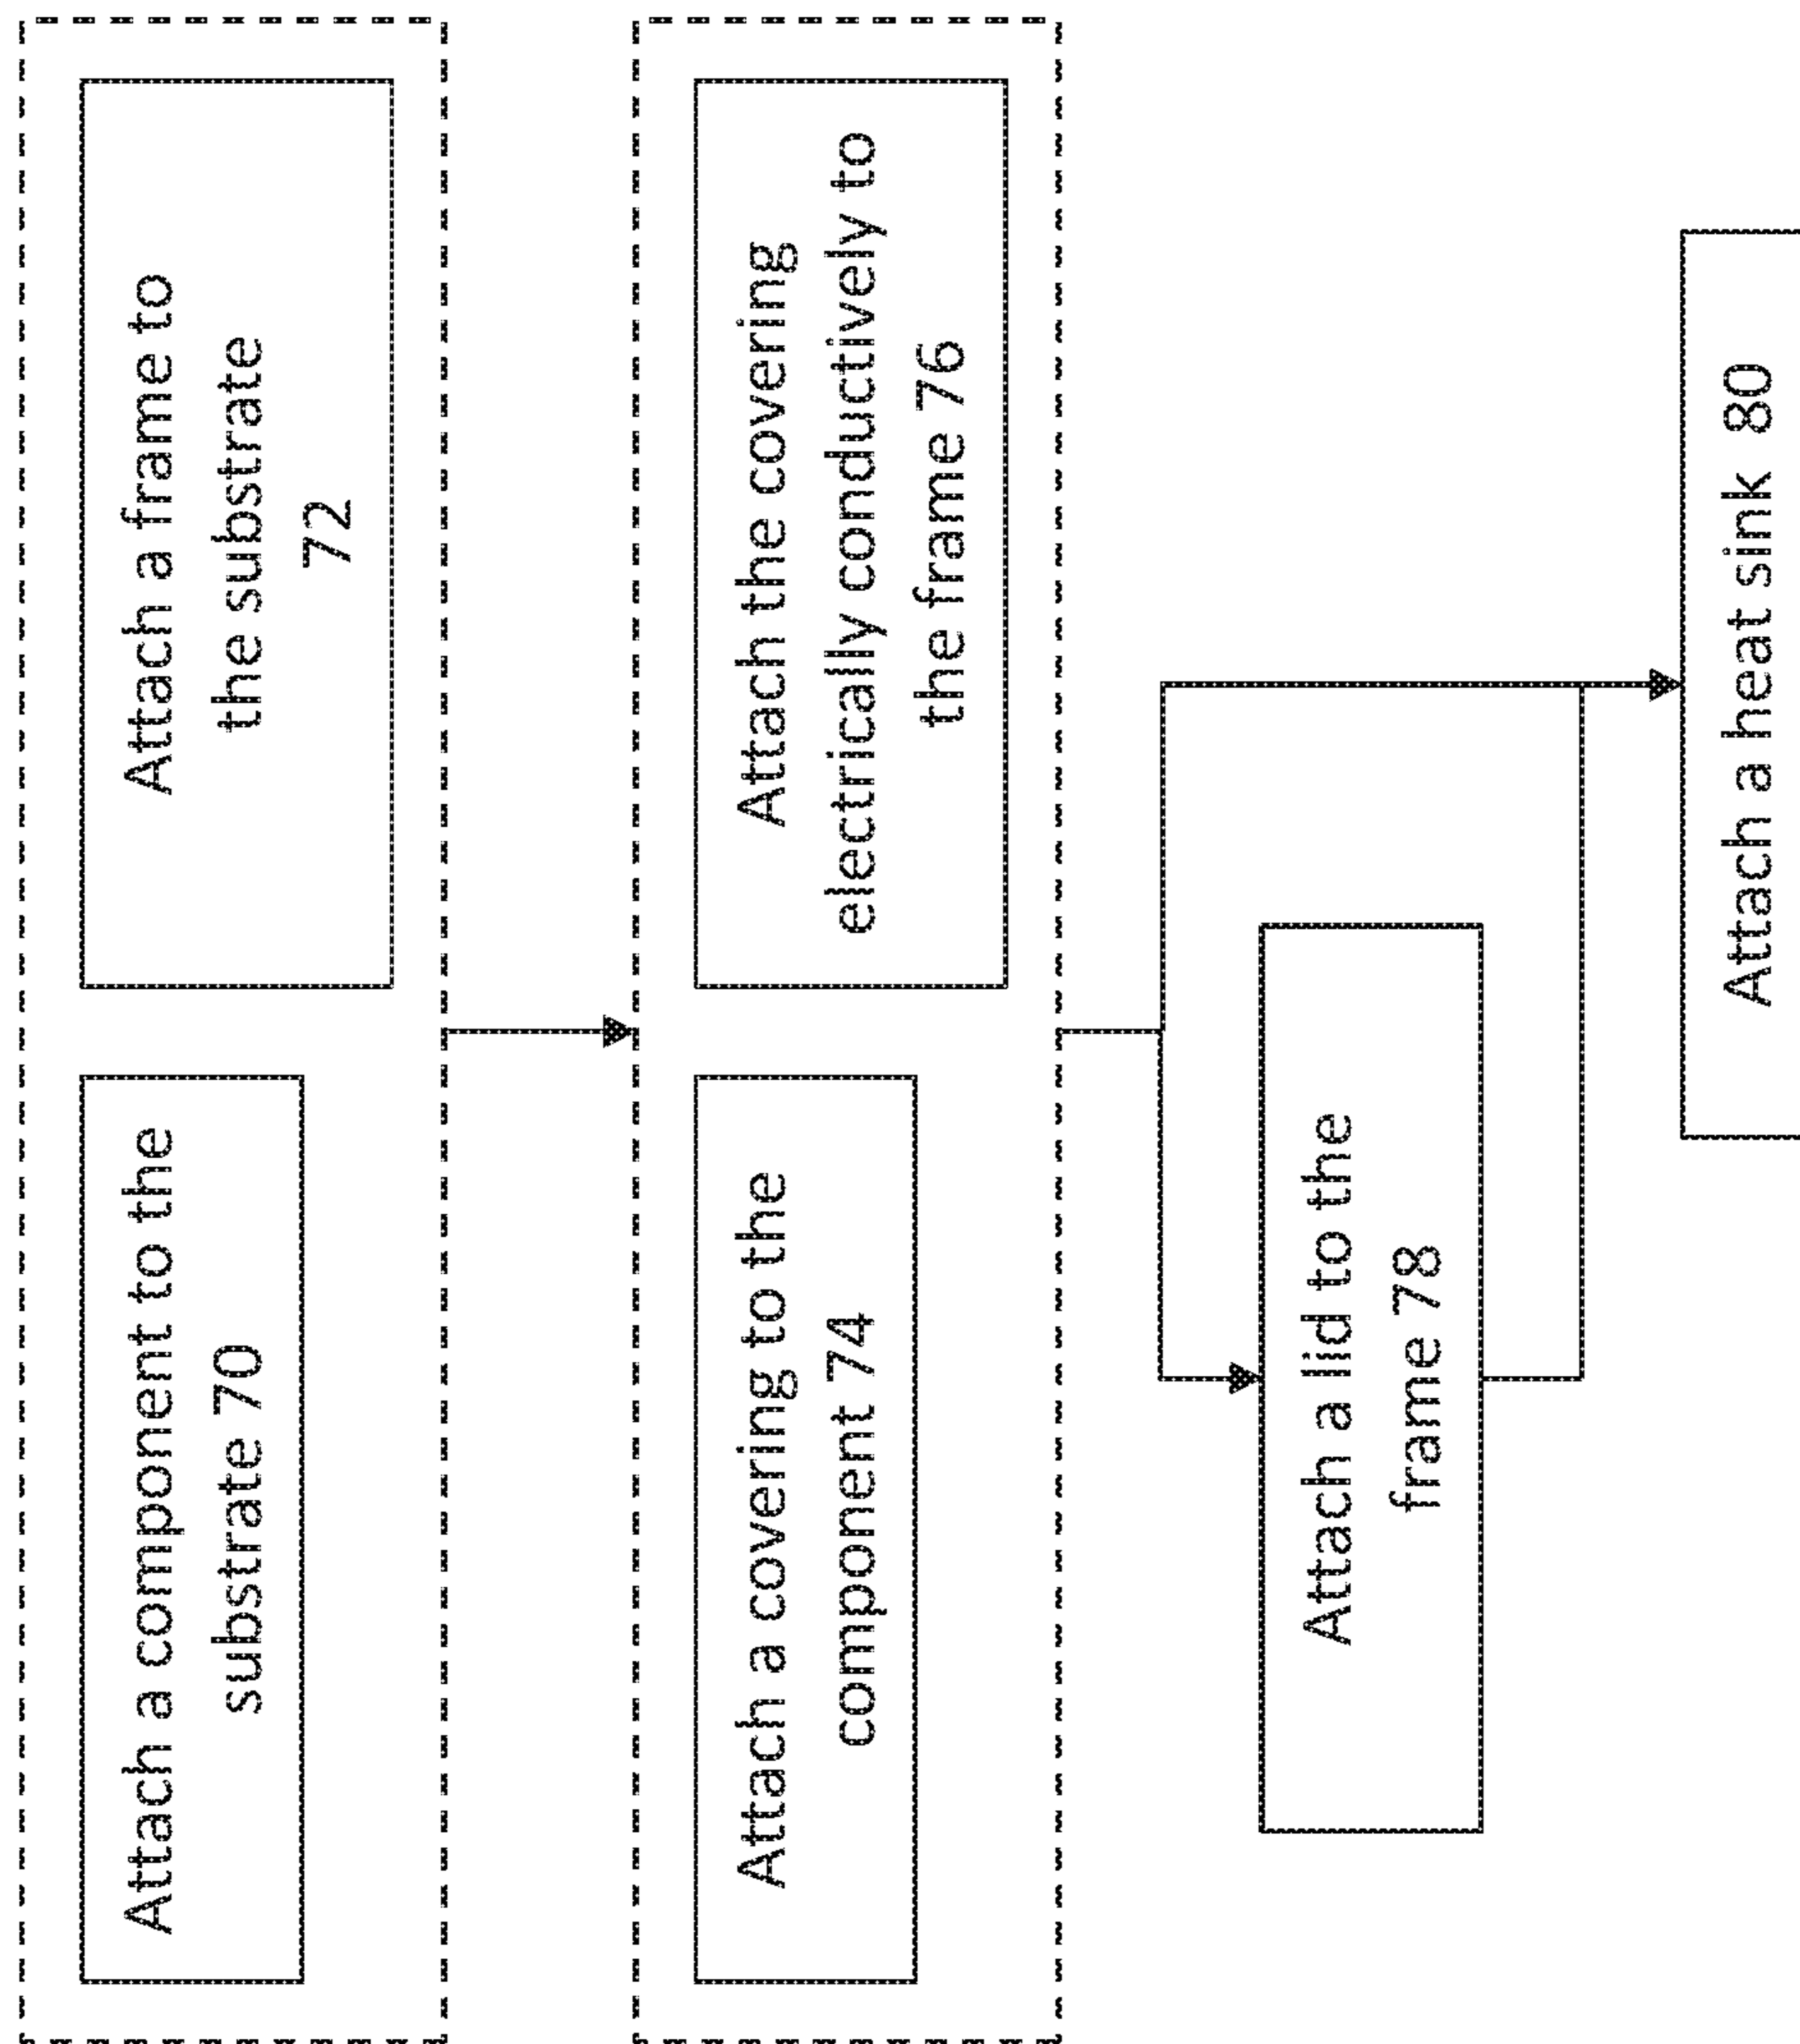 Attach a component to the
substrate 70
Attach a frame to
the substrate
72
Attach a covering to the
component 74
Attach the covering
electrically conductively to
the frame 76
Attach a lid to the
frame 78
Attach a heat sink 80